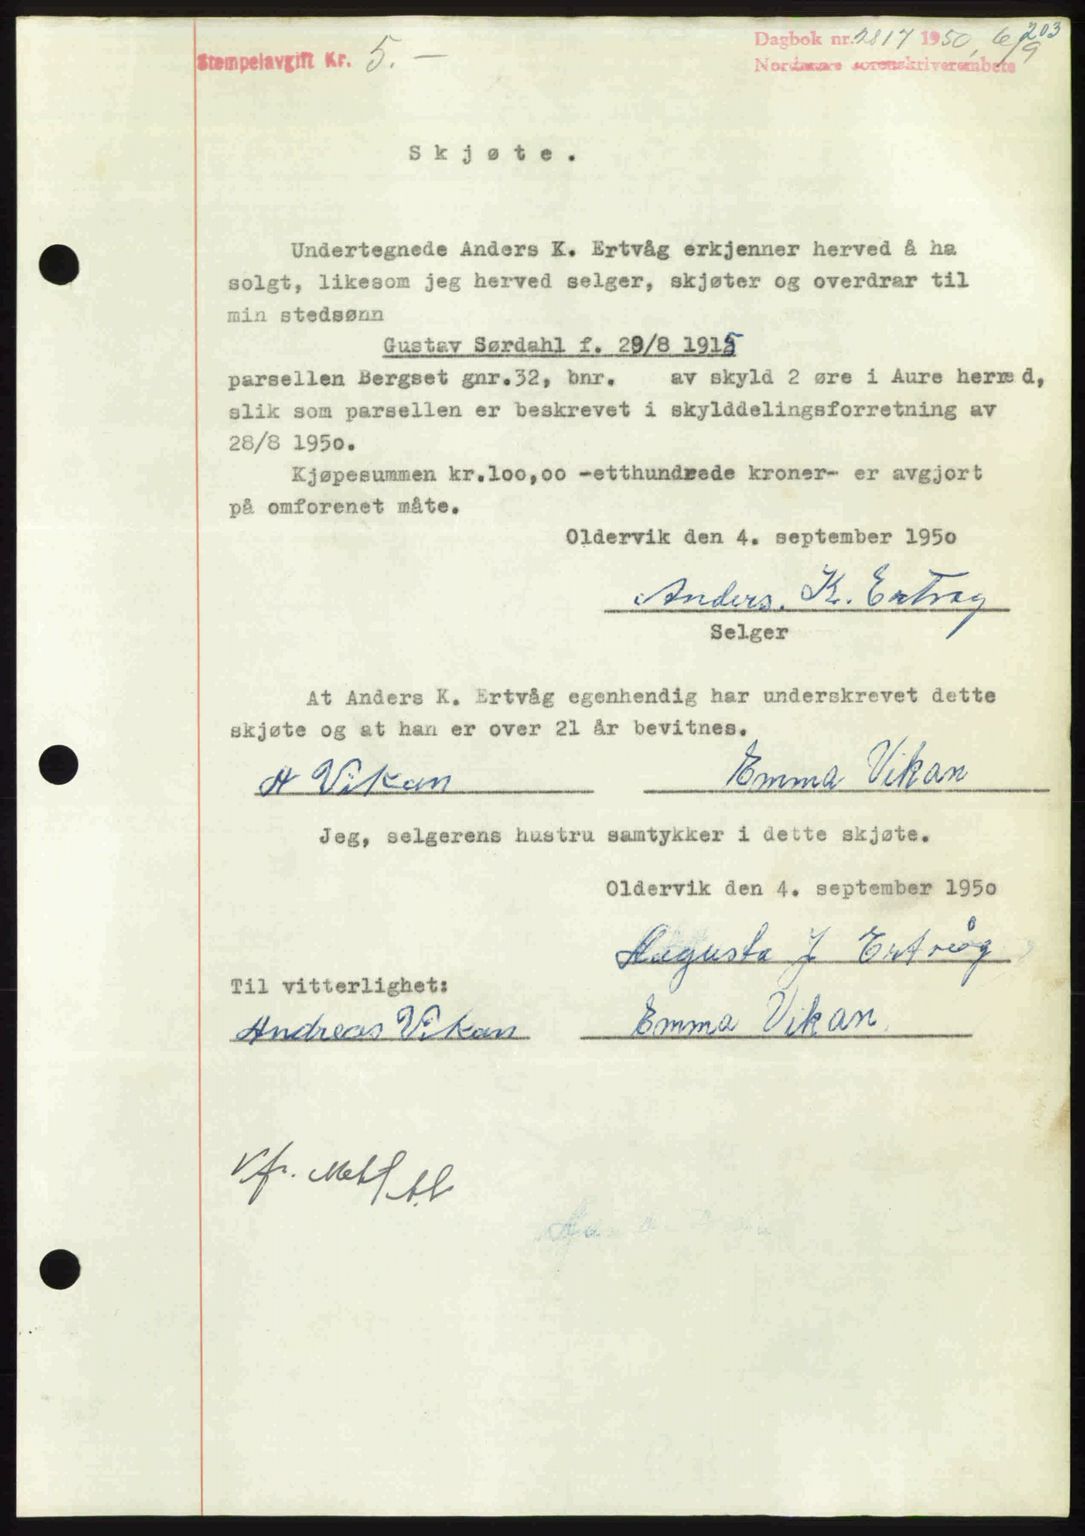 203
Stempelavgift Kr. 5.—
Dagbok nr. 2817 1950, 6/9
Nordmøre sorenskriverembete
Skjøte.
Undertegnede Anders K. Ertvåg erkjenner herved å ha
solgt, likesom jeg herved selger, skjøter og overdrar til
min stedsønn
Gustav Sørdahl f. 29/8 1915
parsellen Bergset gnr.32, bnr. av skyld 2 øre i Aure herred,
slik som parsellen er beskrevet i skylddelingsforretning av
28/8 1950.
Kjøpesummen kr.100,00 -etthundrede kroner- er avgjort
på omforenet måte.
Oldervik den 4. september 1950
Anders. K. Ertvag
Selger
At Anders K. Ertvåg egenhendig har underskrevet dette
skjøte og at han er over 21 år bevitnes.
A Vikan Emma Vikan
Jeg, selgerens hustru samtykker i dette skjøte.
Oldervik den 4. september 1950
Augusta J Ertvåg
Til vitterlighet:
Andreas Vikan Emma Vikan